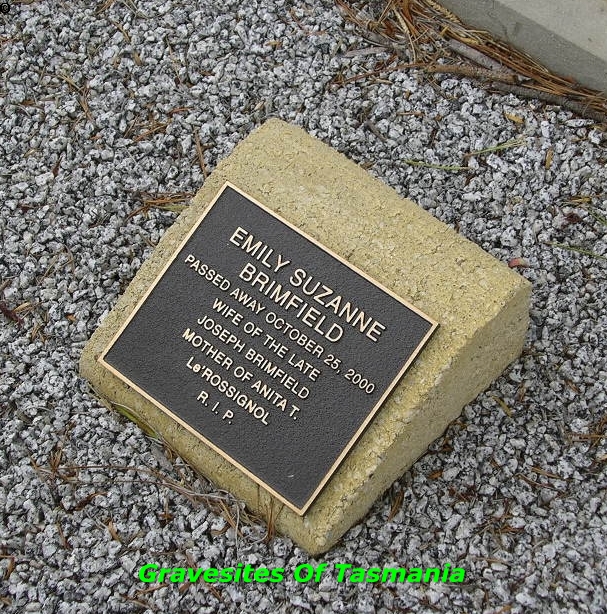 EMILY SUZANNE
BRIMFIELD
PASSED AWAY OCTOBER 25, 2000
WIFE OF THE LATE
JOSEPH BRIMFIELD
MOTHER OF ANITA T.
Le'ROSSIGNOL
R. I. P.
Gravesites Of Tasmania